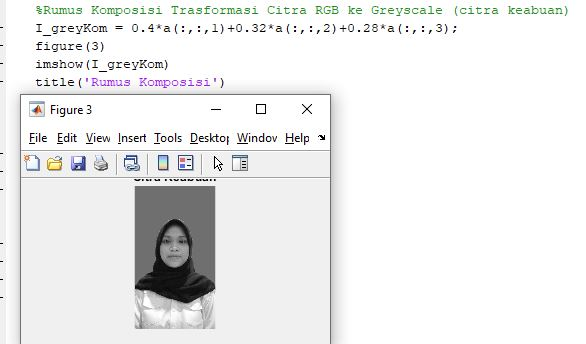 %Rumus Komposisi Trasformasi Citra RGB ke Greyscale (citra keabuan)
I_greyKom = 0.4*a(:,:,1)+0.32*a(:,:,2)+0.28*a(:,:,3);
figure(3)
imshow(I_greyKom)
title('Rumus Komposisi')
Figure 3
File Edit View Insert Tools Desktop Window Help
Citra Keabuan